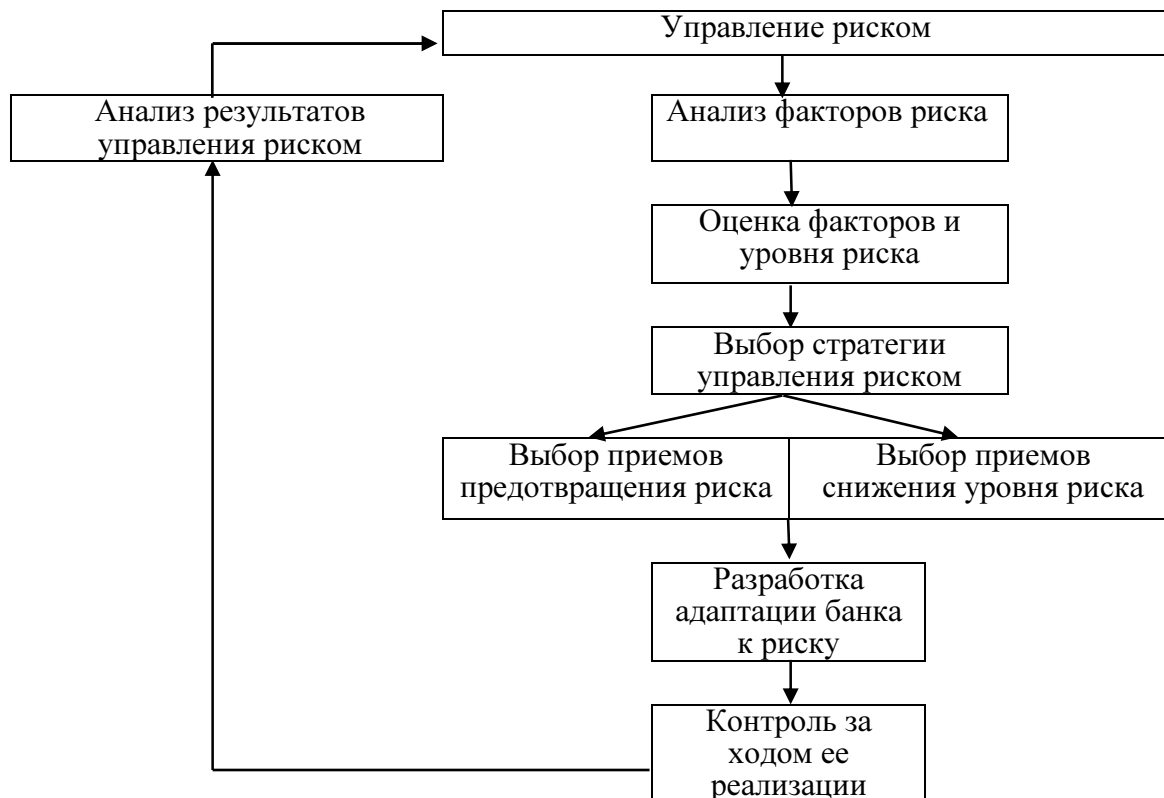 Управление риском
Анализ результатов
управления риском
Анализ факторов риска
Оценка факторов и
уровня риска
Выбор стратегии
управления риском
Выбор приемов
предотвращения риска
Выбор приемов
снижения уровня риска
Разработка
адаптации банка
к риску
Контроль за
ходом ее
реализации